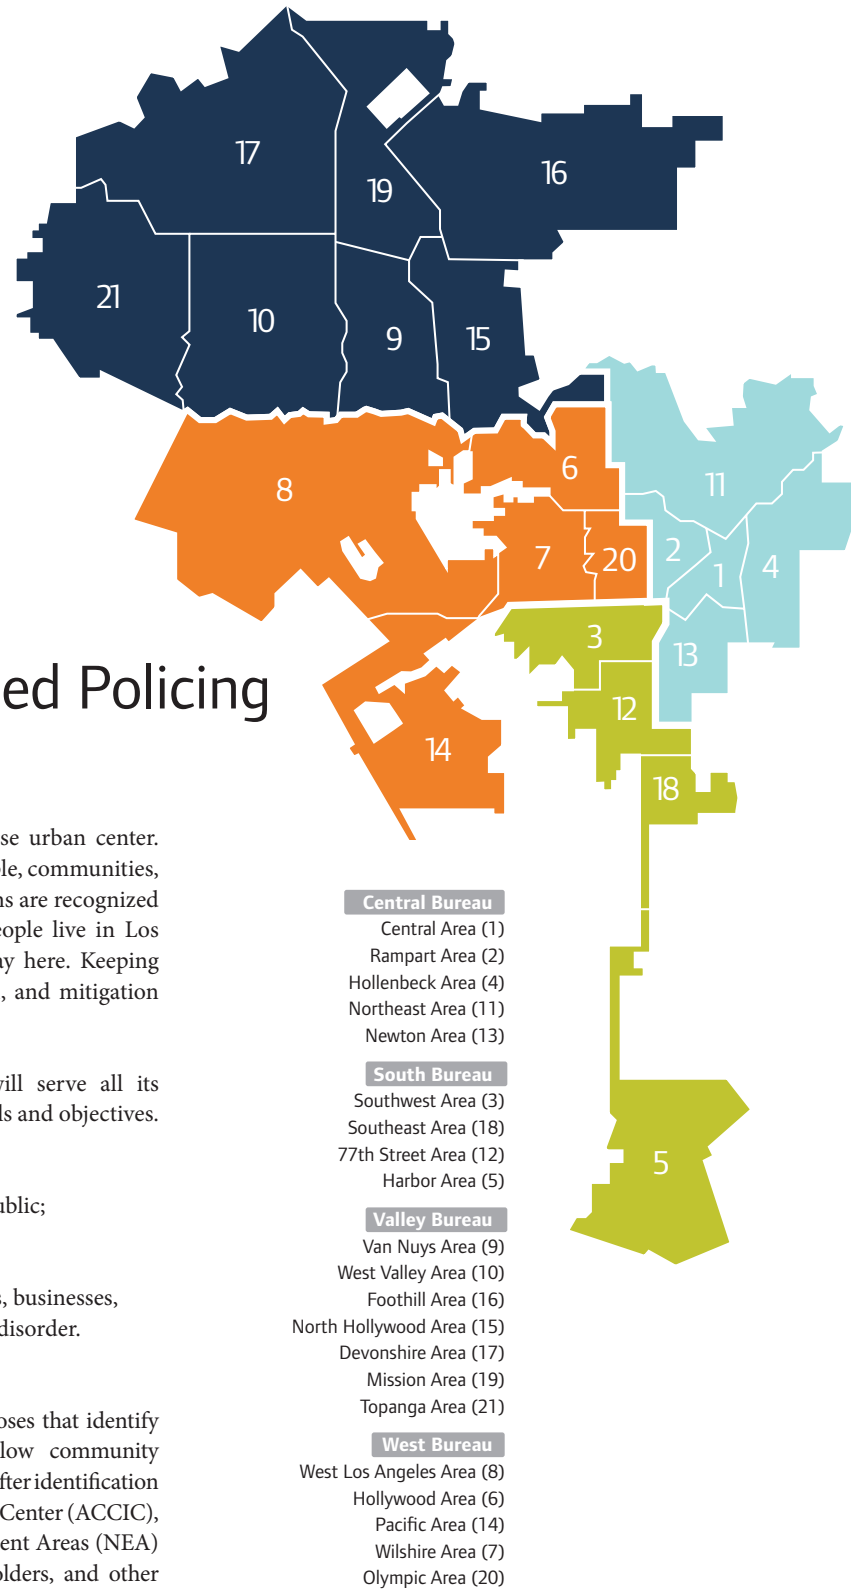 17
19
16
21
10
9
15
8
6
11
7
20
2
1
4
3
13
12
14
18
5
ed Policing
se urban center.
ple, communities,
ns are recognized
eople live in Los
ay here. Keeping
, and mitigation
will serve all its
ls and objectives.
ublic;
s, businesses,
disorder.
oses that identify
low community
fter identification
Center (ACCIC),
ent Areas (NEA)
olders, and other
Central Bureau
Central Area (1)
Rampart Area (2)
Hollenbeck Area (4)
Northeast Area (11)
Newton Area (13)
South Bureau
Southwest Area (3)
Southeast Area (18)
77th Street Area (12)
Harbor Area (5)
Valley Bureau
Van Nuys Area (9)
West Valley Area (10)
Foothill Area (16)
North Hollywood Area (15)
Devonshire Area (17)
Mission Area (19)
Topanga Area (21)
West Bureau
West Los Angeles Area (8)
Hollywood Area (6)
Pacific Area (14)
Wilshire Area (7)
Olympic Area (20)